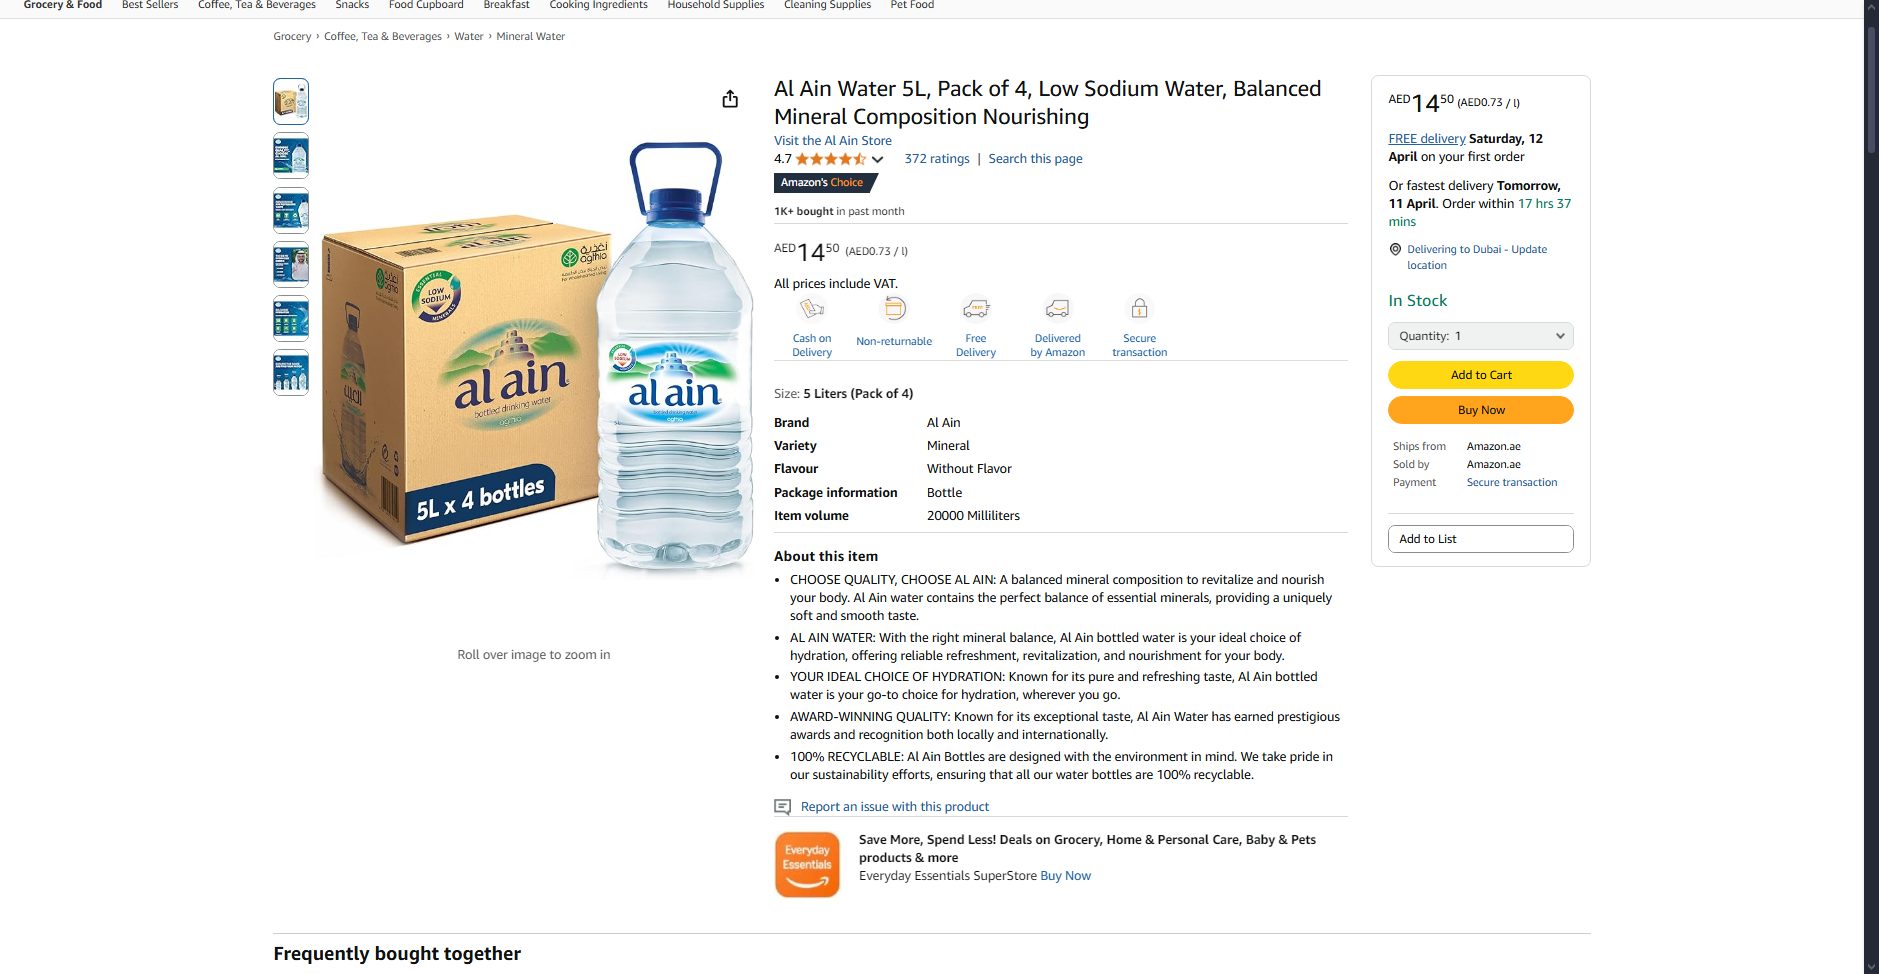 Grocery & Food Best Sellers Coffee, Tea & Beverages Snacks Food Cupboard Breakfast Cooking Ingredients Household Supplies Cleaning Supplies Pet Food
Grocery › Coffee, Tea & Beverages › Water › Mineral Water
al ain
أغذية
agthia
ESSENTIAL
LOW
SODIUM
MINERALS
al ain
bottled drinking water
agthia
5L x 4 bottles
LOW
SODIUM
al ain
bottled drinking water
agthia
Roll over image to zoom in
Al Ain Water 5L, Pack of 4, Low Sodium Water, Balanced
Mineral Composition Nourishing
Visit the Al Ain Store
4.7 372 ratings | Search this page
Amazon's Choice
1K+ bought in past month
AED14 50 (AED0.73 / l)
All prices include VAT.
Cash on
Delivery
Non-returnable
Free
Delivery
Delivered
by Amazon
Secure
transaction
Size: 5 Liters (Pack of 4)
Brand Al Ain
Variety Mineral
Flavour Without Flavor
Package information Bottle
Item volume 20000 Milliliters
About this item
• CHOOSE QUALITY, CHOOSE AL AIN: A balanced mineral composition to revitalize and nourish
your body. Al Ain water contains the perfect balance of essential minerals, providing a uniquely
soft and smooth taste.
• AL AIN WATER: With the right mineral balance, Al Ain bottled water is your ideal choice of
hydration, offering reliable refreshment, revitalization, and nourishment for your body.
• YOUR IDEAL CHOICE OF HYDRATION: Known for its pure and refreshing taste, Al Ain bottled
water is your go-to choice for hydration, wherever you go.
• AWARD-WINNING QUALITY: Known for its exceptional taste, Al Ain Water has earned prestigious
awards and recognition both locally and internationally.
• 100% RECYCLABLE: Al Ain Bottles are designed with the environment in mind. We take pride in
our sustainability efforts, ensuring that all our water bottles are 100% recyclable.
Report an issue with this product
Everyday
Essentials
Save More, Spend Less! Deals on Grocery, Home & Personal Care, Baby & Pets
products & more
Everyday Essentials SuperStore Buy Now
AED14 50 (AED0.73 / l)
FREE delivery Saturday, 12
April on your first order
Or fastest delivery Tomorrow,
11 April. Order within 17 hrs 37
mins
Delivering to Dubai - Update
location
In Stock
Quantity: 1
Add to Cart
Buy Now
Ships from Amazon.ae
Sold by Amazon.ae
Payment Secure transaction
Add to List
Frequently bought together